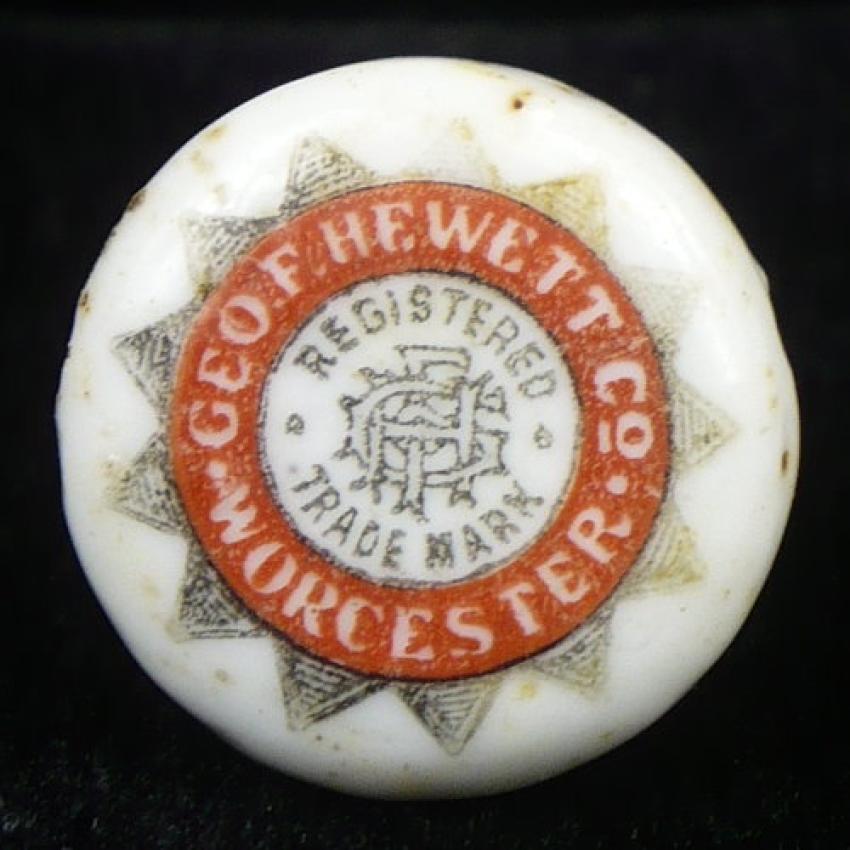 GEO. F. HEWETT Co
· WORCESTER ·
REGISTERED
TRADE MARK